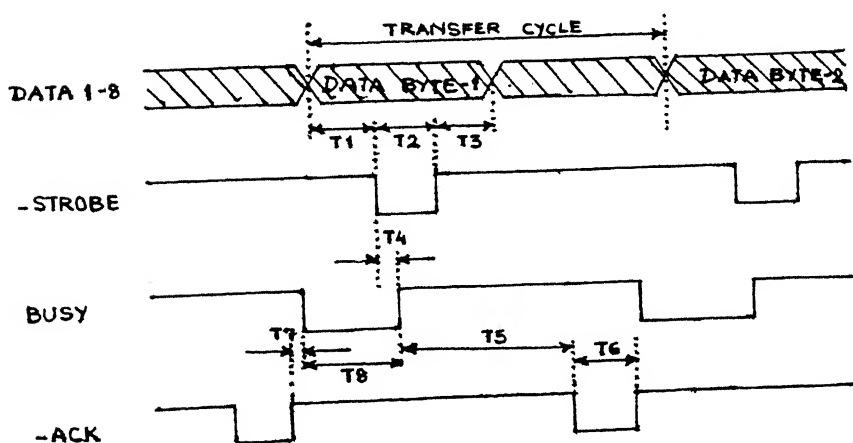 TRANSFER CYCLE
DATA 1-8
DATA BYTE-1
DATA BYTE-2
T1
T2
T3
-STROBE
T4
BUSY
T7
T8
T5
T6
-ACK